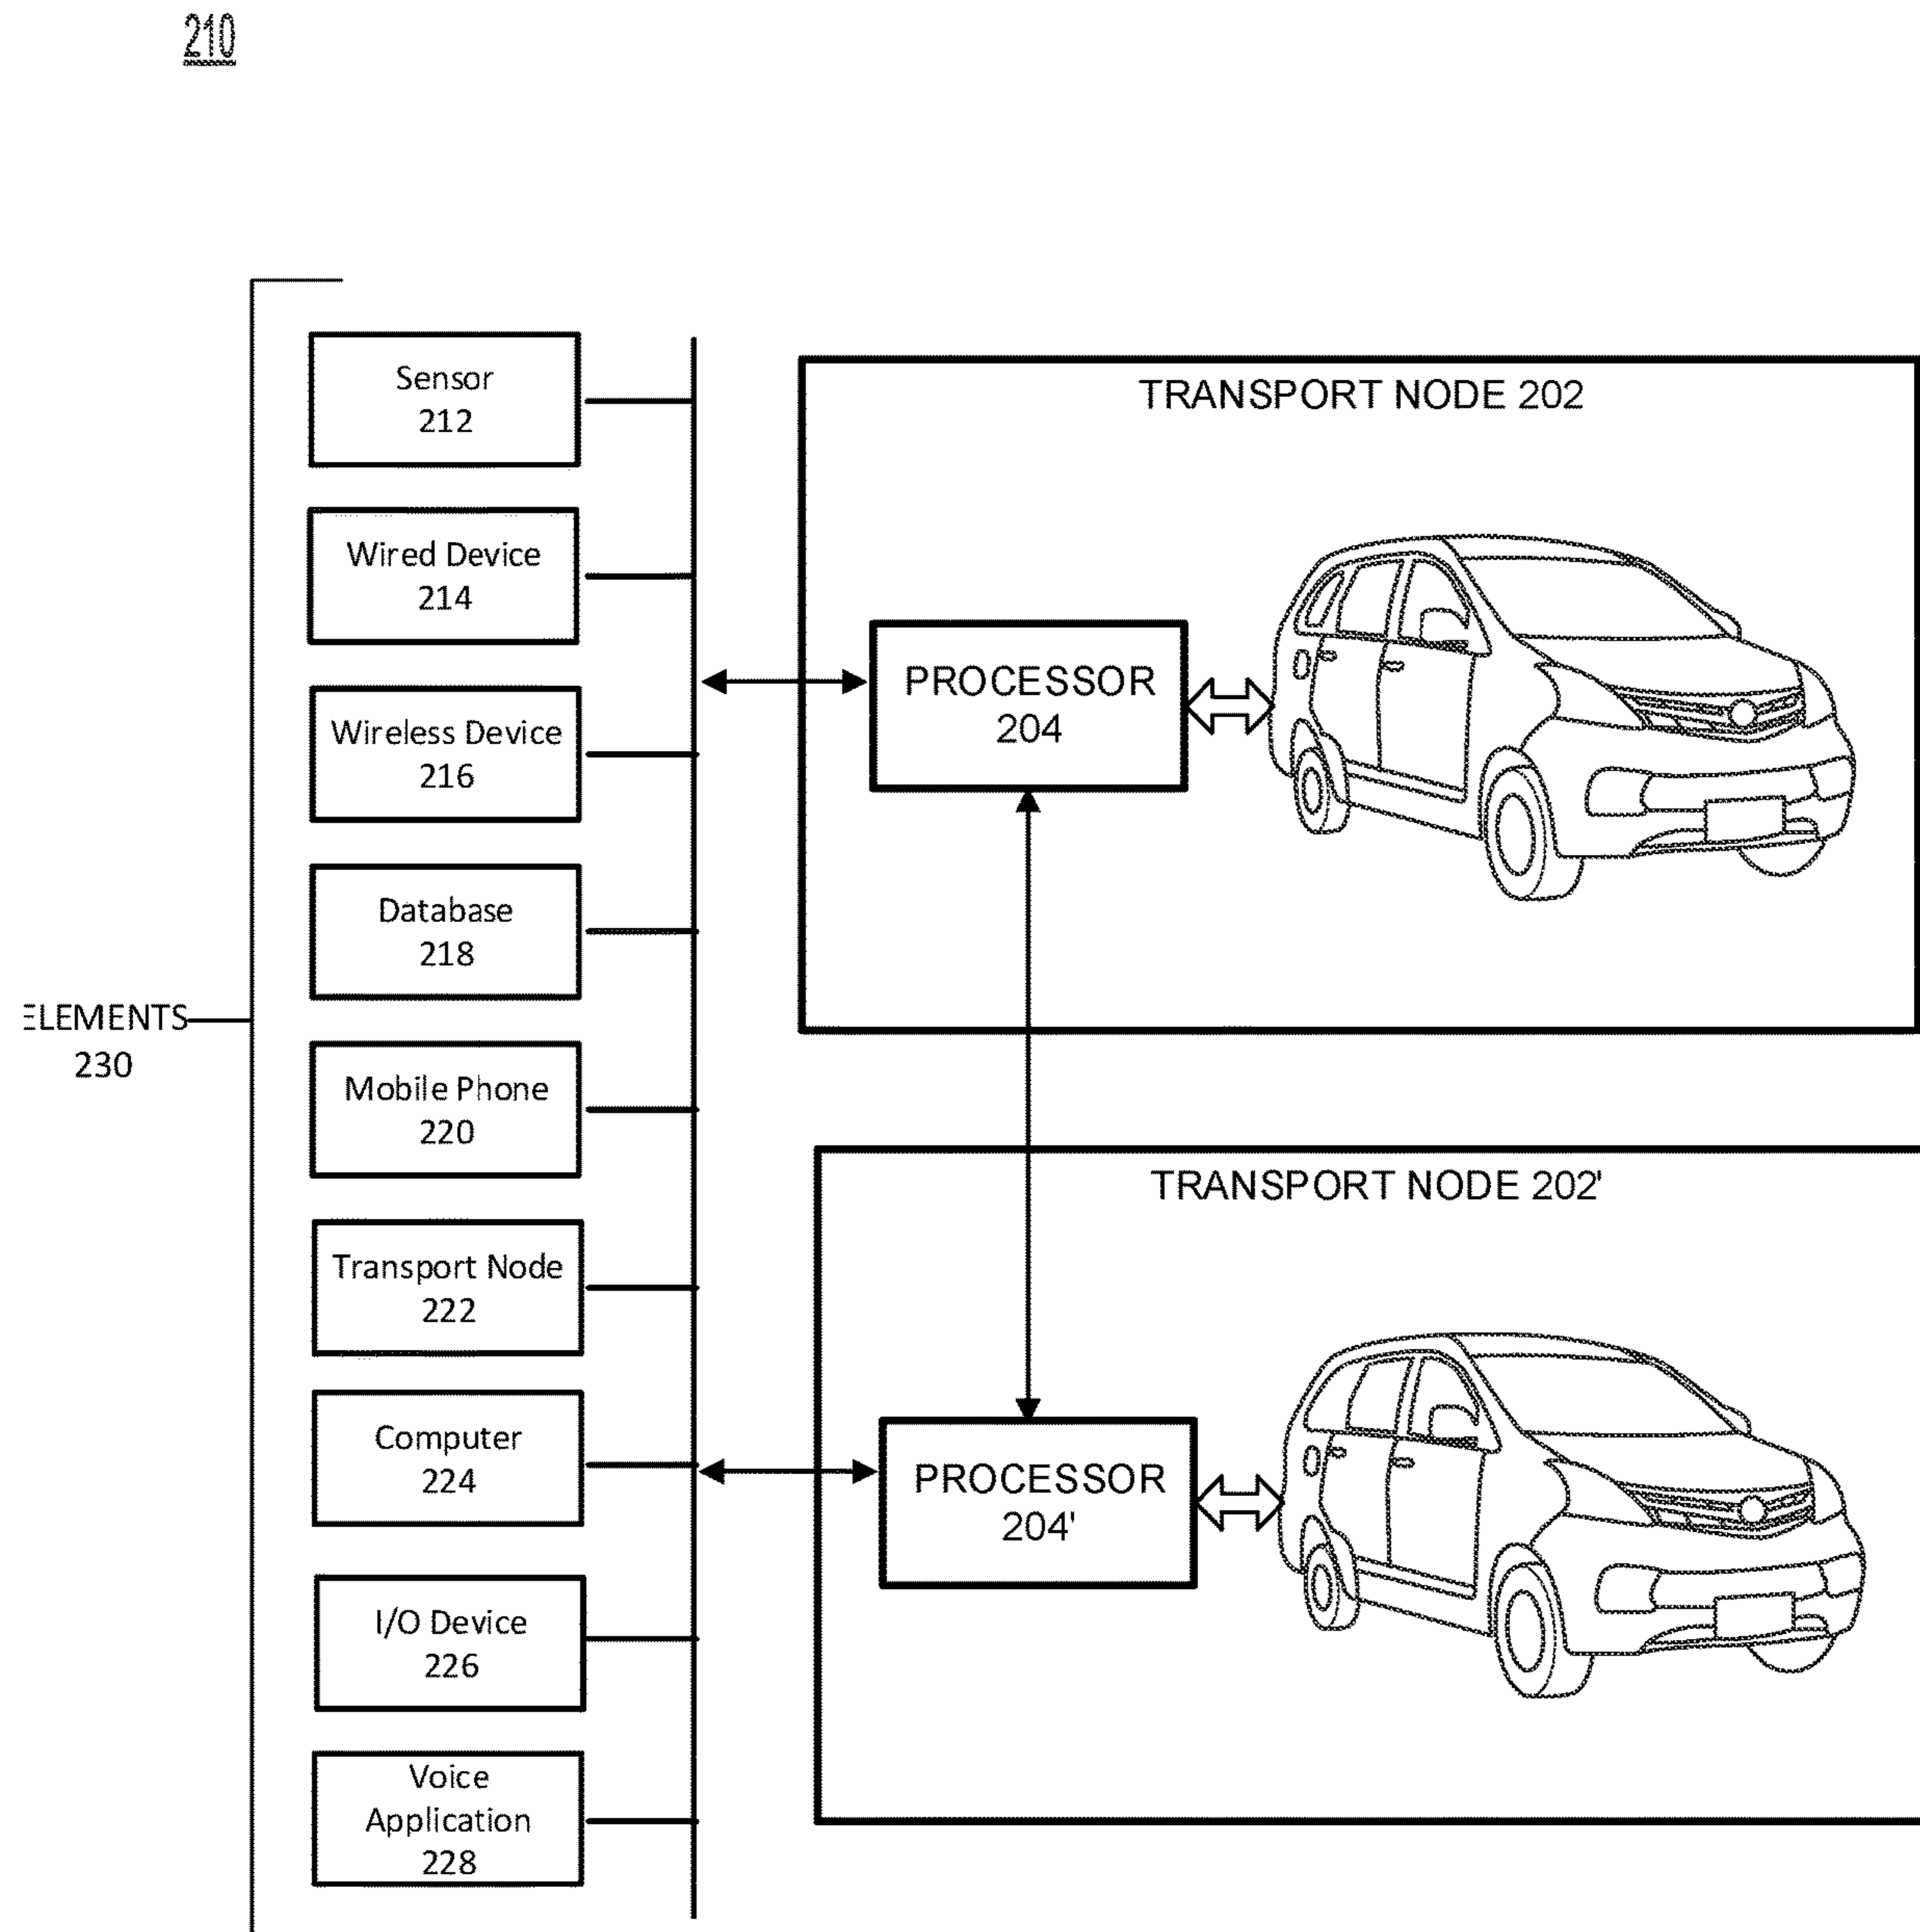 210
Sensor
212
Wired Device
214
Wireless Device
216
Database
218
ELEMENTS
230
Mobile Phone
220
Transport Node
222
Computer
224
I/O Device
226
Voice
Application
228
TRANSPORT NODE 202
PROCESSOR
204
TRANSPORT NODE 202'
PROCESSOR
204'